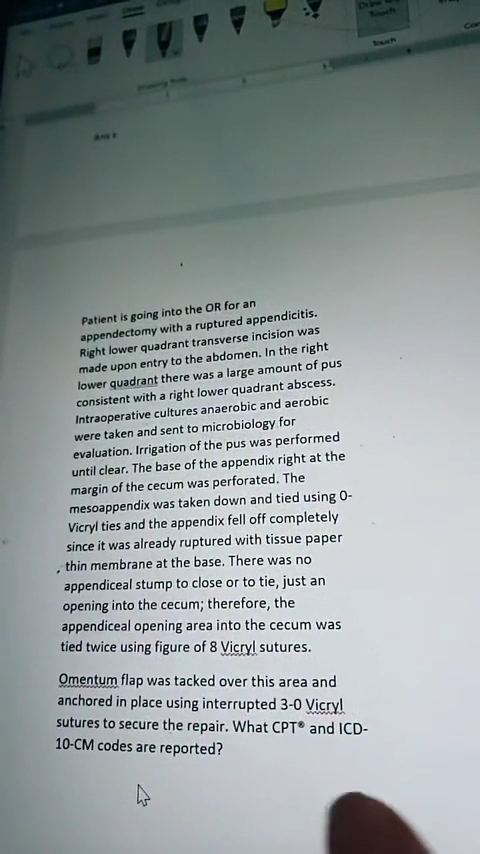 Touch
Patient is going into the OR for an
appendectomy with a ruptured appendicitis.
Right lower quadrant transverse incision was
made upon entry to the abdomen. In the right
lower quadrant there was a large amount of pus
consistent with a right lower quadrant abscess.
Intraoperative cultures anaerobic and aerobic
were taken and sent to microbiology for
evaluation. Irrigation of the pus was performed
until clear. The base of the appendix right at the
margin of the cecum was perforated. The
mesoappendix was taken down and tied using 0-
Vicryl ties and the appendix fell off completely
since it was already ruptured with tissue paper
thin membrane at the base. There was no
appendiceal stump to close or to tie, just an
opening into the cecum; therefore, the
appendiceal opening area into the cecum was
tied twice using figure of 8 Vicryl sutures.
Omentum flap was tacked over this area and
anchored in place using interrupted 3-0 Vicryl
sutures to secure the repair. What CPT® and ICD-
10-CM codes are reported?